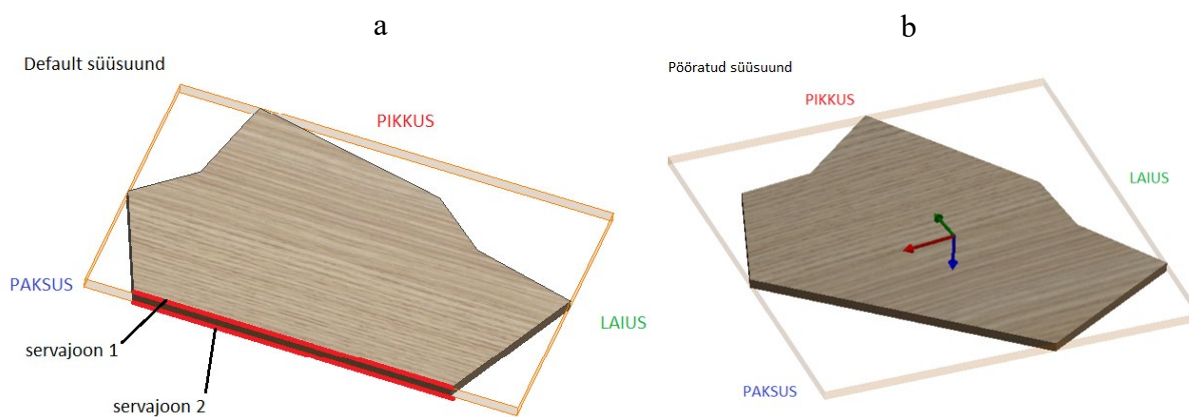 a
Default süüsuund
PIKKUS
PAKSUS
LAIUS
servajoon 1
servajoon 2
b
Pööratud süüsuund
PIKKUS
LAIUS
PAKSUS